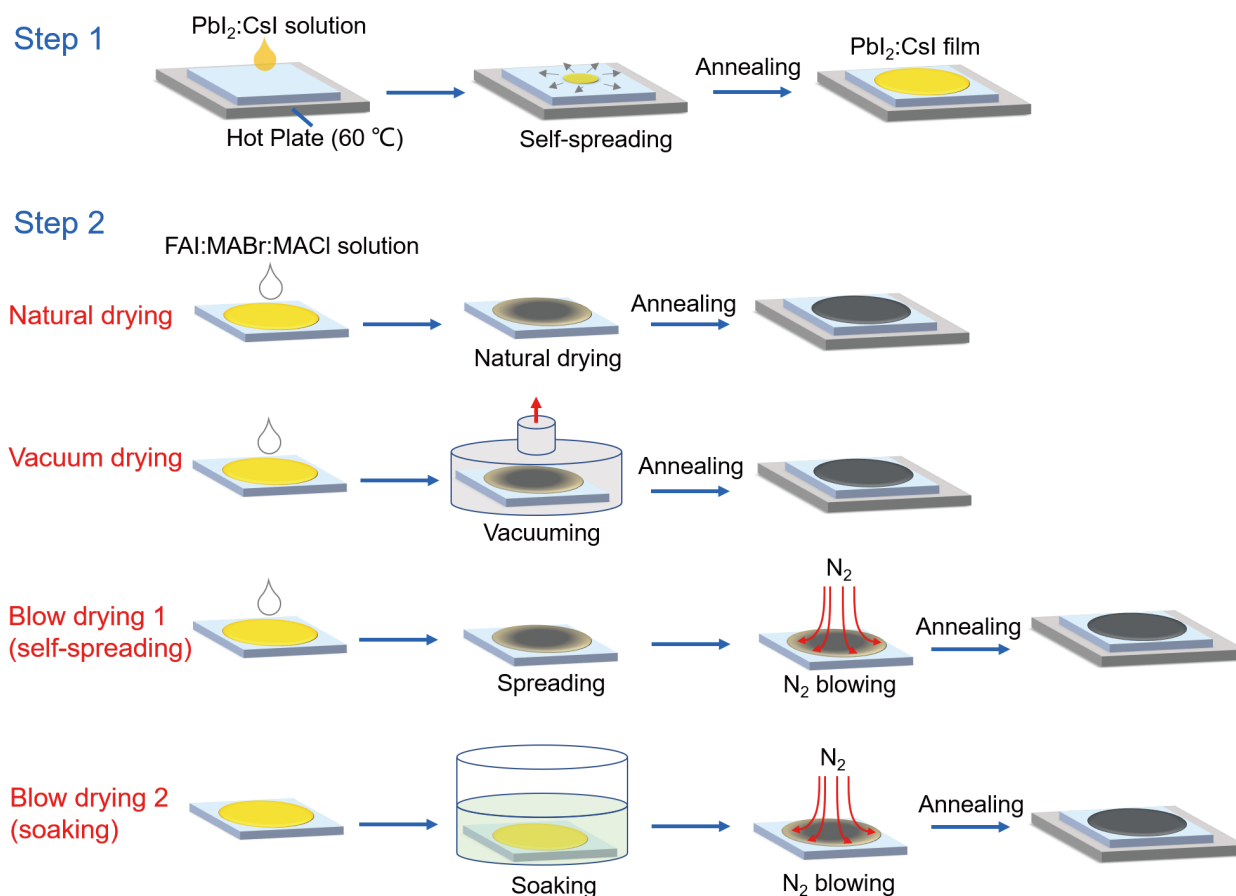 Step 1
PbI₂:CsI solution
Hot Plate (60 ℃)
Self-spreading
Annealing
PbI₂:CsI film
Step 2
FAI:MABr:MACl solution
Natural drying
Natural drying
Annealing
Vacuum drying
Vacuuming
Annealing
Blow drying 1
(self-spreading)
Spreading
N₂
N₂ blowing
Annealing
Blow drying 2
(soaking)
Soaking
N₂
N₂ blowing
Annealing